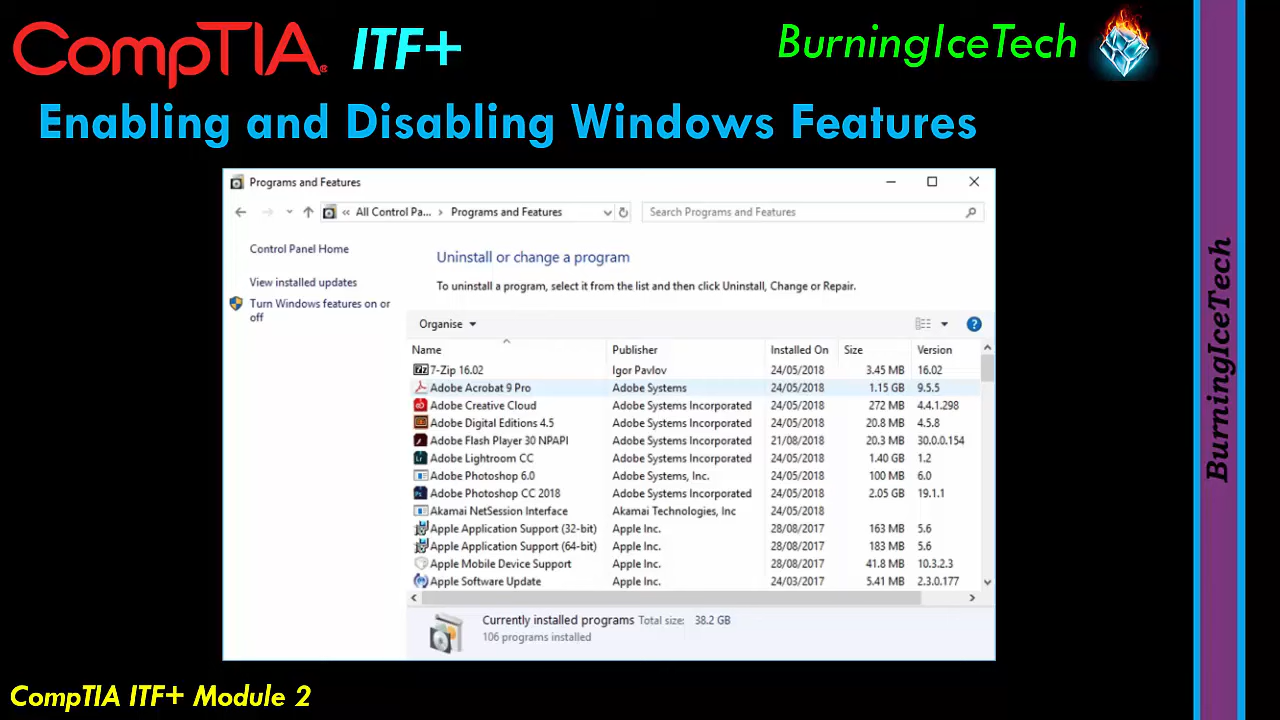 CompTIA. ITF+
BurningIceTech
Enabling and Disabling Windows Features
Programs and Features
« All Control Pa... > Programs and Features
Search Programs and Features
Control Panel Home
View installed updates
Turn Windows features on or
off
Uninstall or change a program
To uninstall a program, select it from the list and then click Uninstall, Change or Repair.
Organise
?
Name Publisher Installed On Size Version
7-Zip 16.02 Igor Pavlov 24/05/2018 3.45 MB 16.02
Adobe Acrobat 9 Pro Adobe Systems 24/05/2018 1.15 GB 9.5.5
Adobe Creative Cloud Adobe Systems Incorporated 24/05/2018 272 MB 4.4.1.298
Adobe Digital Editions 4.5 Adobe Systems Incorporated 24/05/2018 20.8 MB 4.5.8
Adobe Flash Player 30 NPAPI Adobe Systems Incorporated 21/08/2018 20.3 MB 30.0.0.154
Adobe Lightroom CC Adobe Systems Incorporated 24/05/2018 1.40 GB 1.2
Adobe Photoshop 6.0 Adobe Systems, Inc. 24/05/2018 100 MB 6.0
Adobe Photoshop CC 2018 Adobe Systems Incorporated 24/05/2018 2.05 GB 19.1.1
Akamai NetSession Interface Akamai Technologies, Inc 24/05/2018
Apple Application Support (32-bit) Apple Inc. 28/08/2017 163 MB 5.6
Apple Application Support (64-bit) Apple Inc. 28/08/2017 183 MB 5.6
Apple Mobile Device Support Apple Inc. 28/08/2017 41.8 MB 10.3.2.3
Apple Software Update Apple Inc. 24/03/2017 5.41 MB 2.3.0.177
Currently installed programs Total size: 38.2 GB
106 programs installed
CompTIA ITF+ Module 2
BurningIceTech